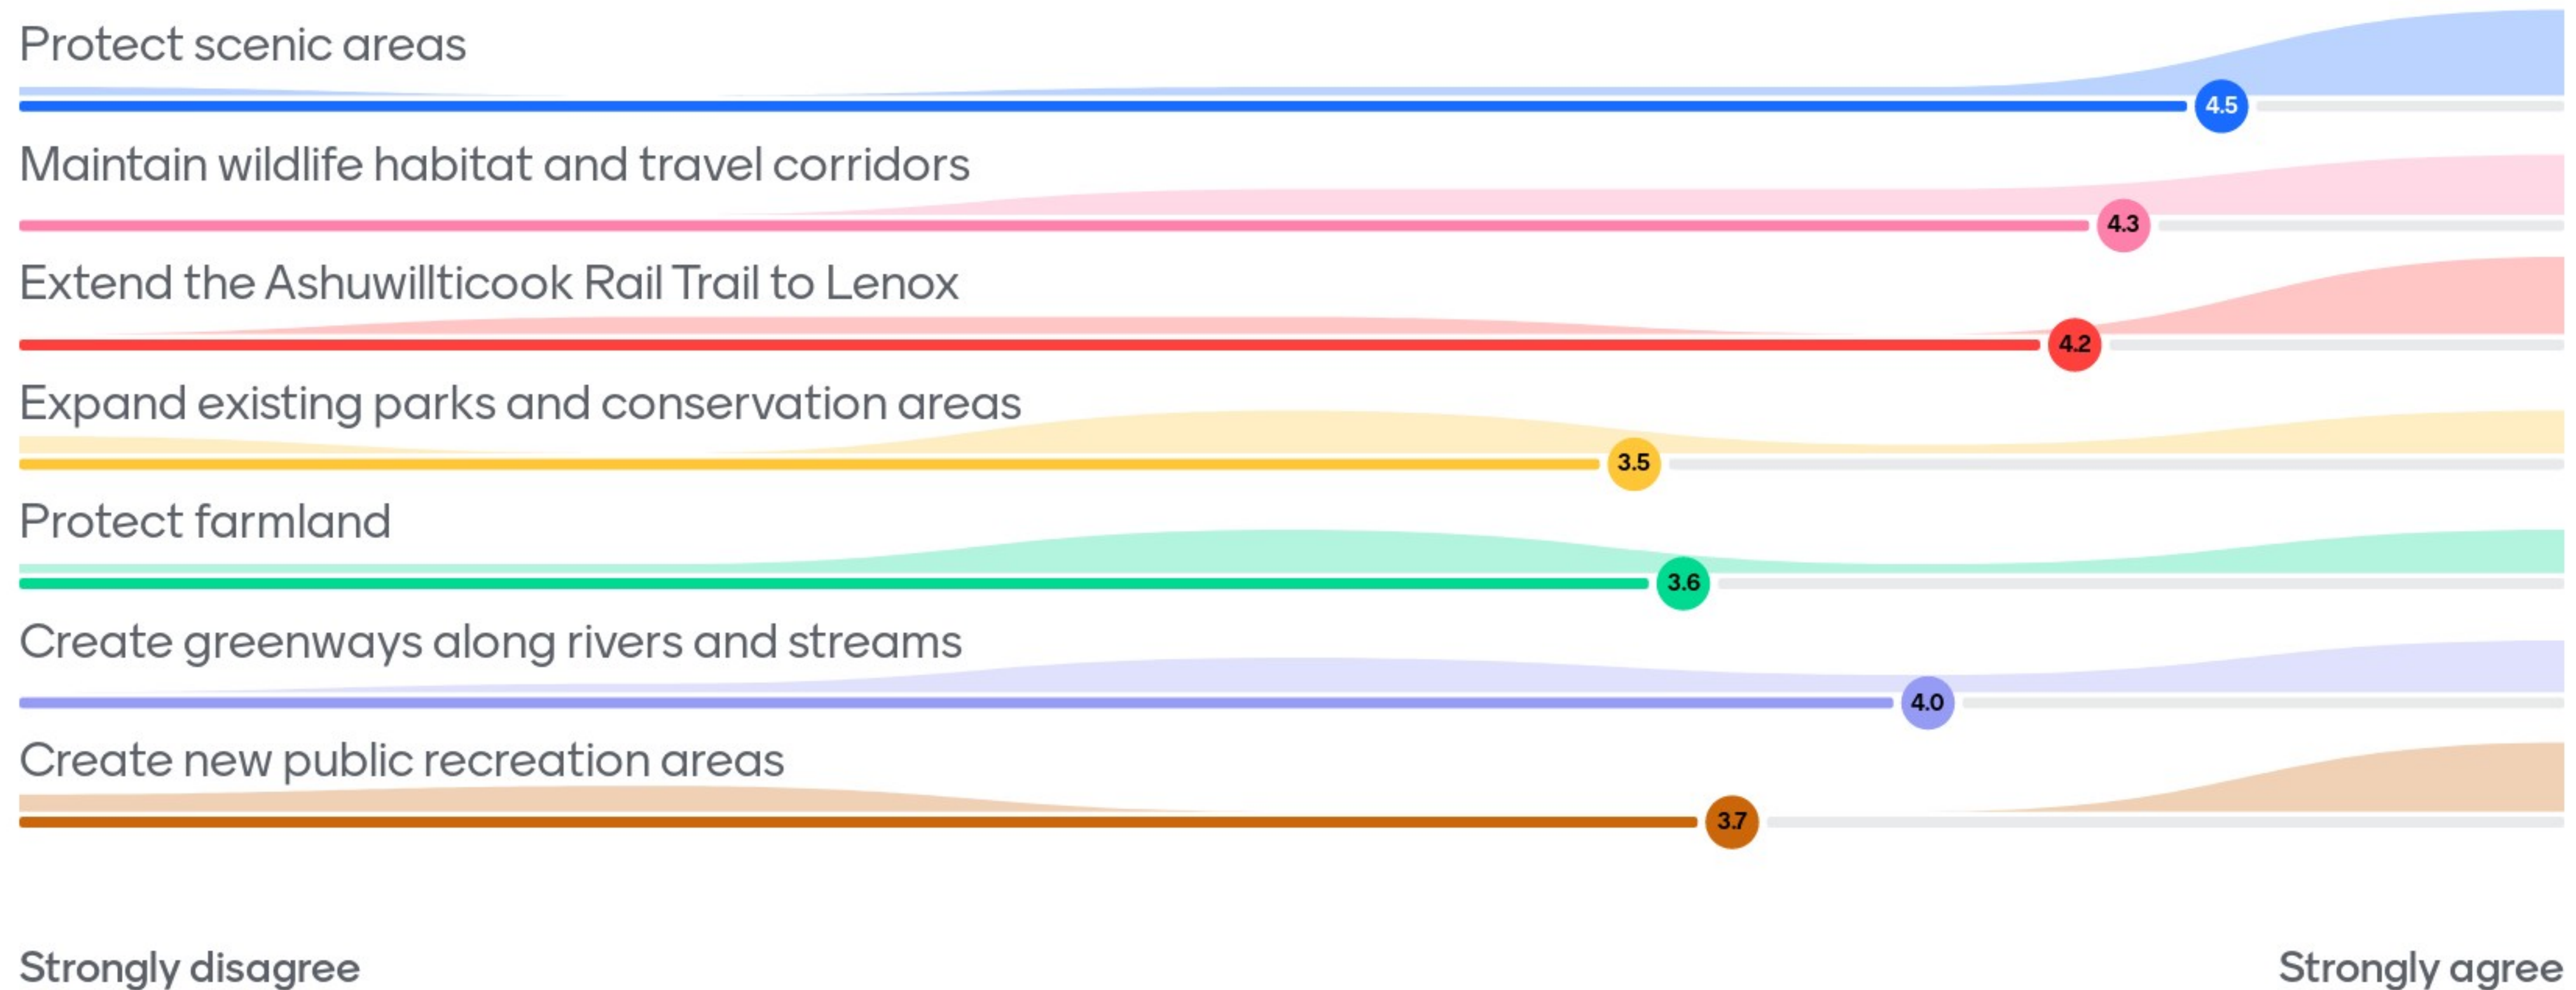 Protect scenic areas
4.5
Maintain wildlife habitat and travel corridors
4.3
Extend the Ashuwillticook Rail Trail to Lenox
4.2
Expand existing parks and conservation areas
3.5
Protect farmland
3.6
Create greenways along rivers and streams
4.0
Create new public recreation areas
3.7
Strongly disagree Strongly agree